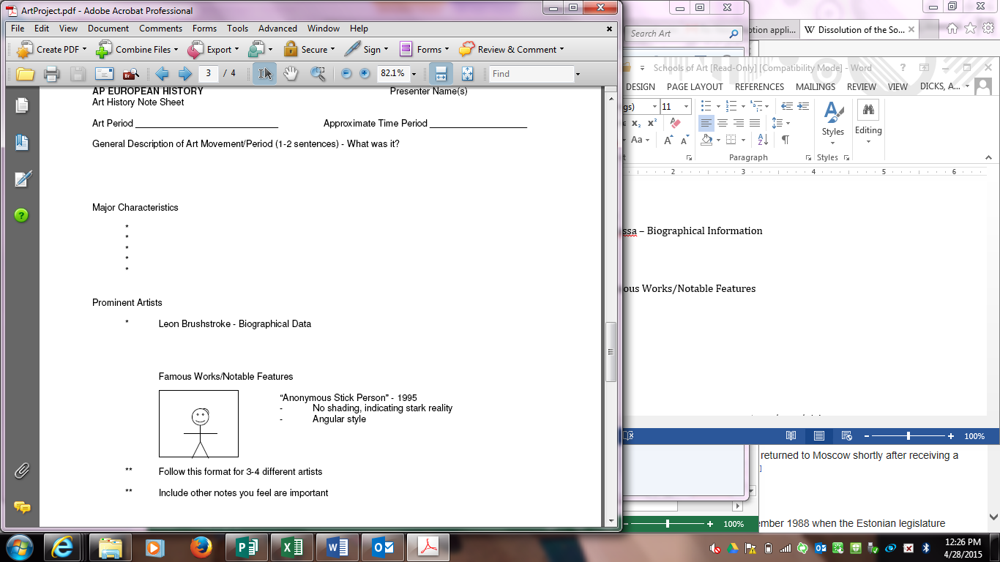 ArtProject.pdf - Adobe Acrobat Professional
File Edit View Document Comments Forms Tools Advanced Window Help
Create PDF Combine Files Export Secure Sign Forms Review & Comment
3 / 4 82.1% Find
AP EUROPEAN HISTORY Presenter Name(s)
Art History Note Sheet
Art Period ____________________ Approximate Time Period ____________________
General Description of Art Movement/Period (1-2 sentences) - What was it?
Major Characteristics
*
*
*
*
*
Prominent Artists
* Leon Brushstroke - Biographical Data
Famous Works/Notable Features
“Anonymous Stick Person” - 1995
- No shading, indicating stark reality
- Angular style
** Follow this format for 3-4 different artists
** Include other notes you feel are important
Search Art
ption appli... W Dissolution of the So...
Schools of Art [Read-Only] [Compatibility Mode] - Word
DESIGN PAGE LAYOUT REFERENCES MAILINGS REVIEW VIEW DICKS, A...
gs) 11
Aa A A
Styles Editing
Paragraph Styles
2 3 4 5 6
ssa – Biographical Information
ous Works/Notable Features
100%
returned to Moscow shortly after receiving a
ember 1988 when the Estonian legislature
100%
12:26 PM
4/28/2015